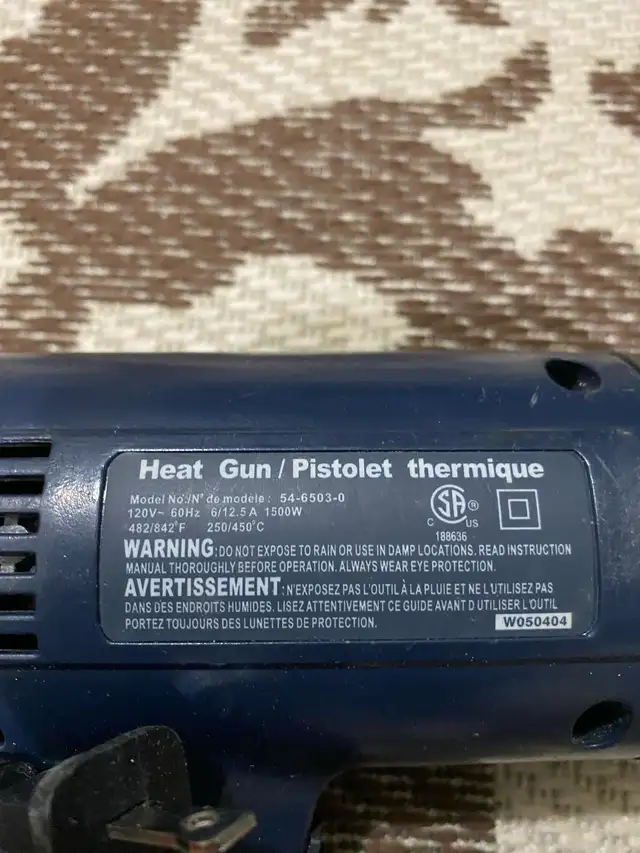 Heat Gun / Pistolet thermique
Model No./N° de modele : 54-6503-0
120V~ 60Hz 6/12.5A 1500W
482/842°F 250/450°C
C SA ® US
188636
WARNING: DO NOT EXPOSE TO RAIN OR USE IN DAMP LOCATIONS. READ INSTRUCTION
MANUAL THOROUGHLY BEFORE OPERATION. ALWAYS WEAR EYE PROTECTION.
AVERTISSEMENT: N'EXPOSEZ PAS L'OUTIL À LA PLUIE ET NE L'UTILISEZ PAS
DANS DES ENDROITS HUMIDES. LISEZ ATTENTIVEMENT CE GUIDE AVANT D UTILISER L'OUTIL
PORTEZ TOUJOURS DES LUNETTES DE PROTECTION.
W050404